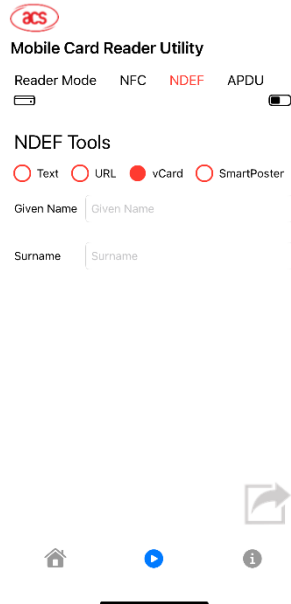 acs
Mobile Card Reader Utility
Reader Mode NFC NDEF APDU
NDEF Tools
Text URL vCard SmartPoster
Given Name Given Name
Surname Surname